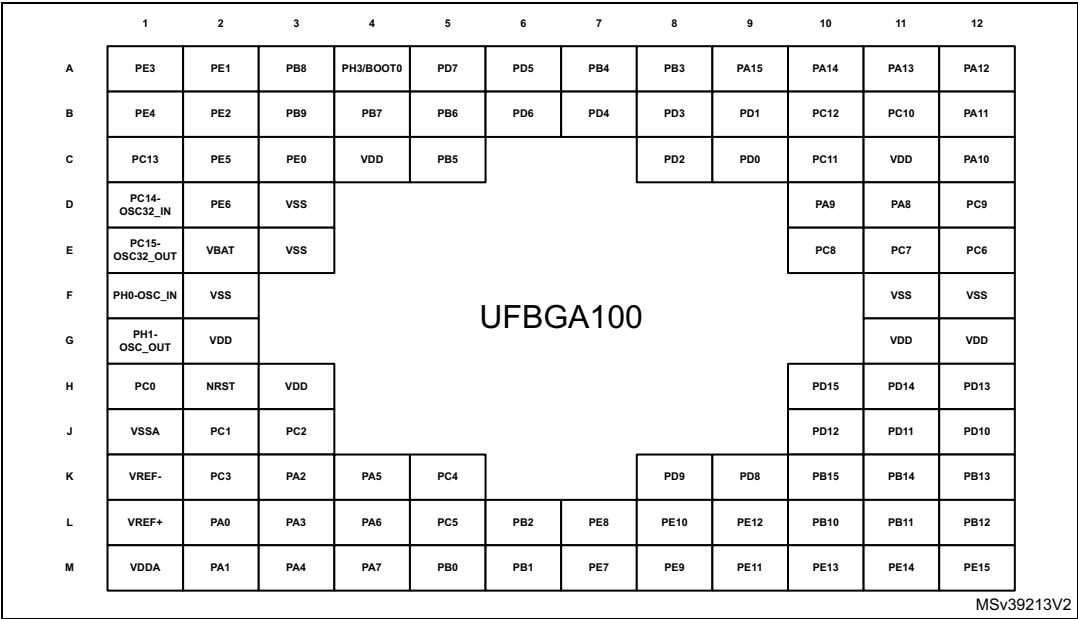 1 2 3 4 5 6 7 8 9 10 11 12
A PE3 PE1 PB8 PH3/BOOT0 PD7 PD5 PB4 PB3 PA15 PA14 PA13 PA12
B PE4 PE2 PB9 PB7 PB6 PD6 PD4 PD3 PD1 PC12 PC10 PA11
C PC13 PE5 PE0 VDD PB5 PD2 PD0 PC11 VDD PA10
D PC14-OSC32_IN PE6 VSS PA9 PA8 PC9
E PC15-OSC32_OUT VBAT VSS PC8 PC7 PC6
F PH0-OSC_IN VSS VSS VSS
UFBGA100
G PH1-OSC_OUT VDD VDD VDD
H PC0 NRST VDD PD15 PD14 PD13
J VSSA PC1 PC2 PD12 PD11 PD10
K VREF- PC3 PA2 PA5 PC4 PD9 PD8 PB15 PB14 PB13
L VREF+ PA0 PA3 PA6 PC5 PB2 PE8 PE10 PE12 PB10 PB11 PB12
M VDDA PA1 PA4 PA7 PB0 PB1 PE7 PE9 PE11 PE13 PE14 PE15
MSv39213V2